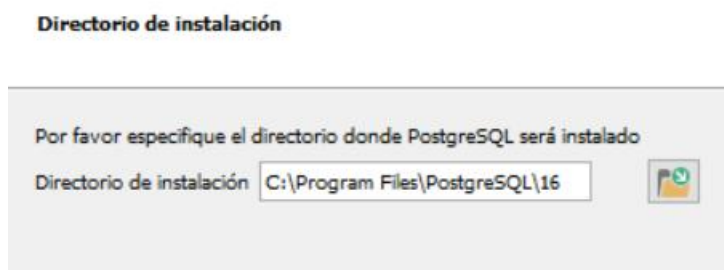 Directorio de instalación
Por favor especifique el directorio donde PostgreSQL será instalado
Directorio de instalación C:\Program Files\PostgreSQL\16